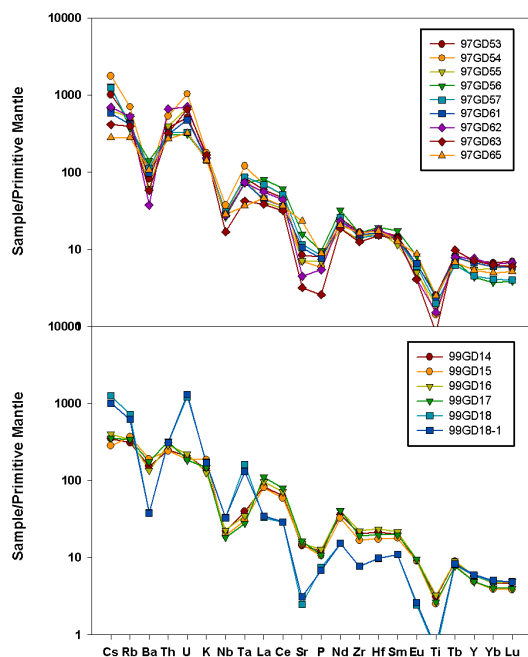 10000
1000
100
10
1
Sample/Primitive Mantle
97GD53
97GD54
97GD55
97GD56
97GD57
97GD61
97GD62
97GD63
97GD65
10000
1000
100
10
1
Sample/Primitive Mantle
99GD14
99GD15
99GD16
99GD17
99GD18
99GD18-1
Cs Rb Ba Th U K Nb Ta La Ce Sr P Nd Zr Hf Sm Eu Ti Tb Y Yb Lu